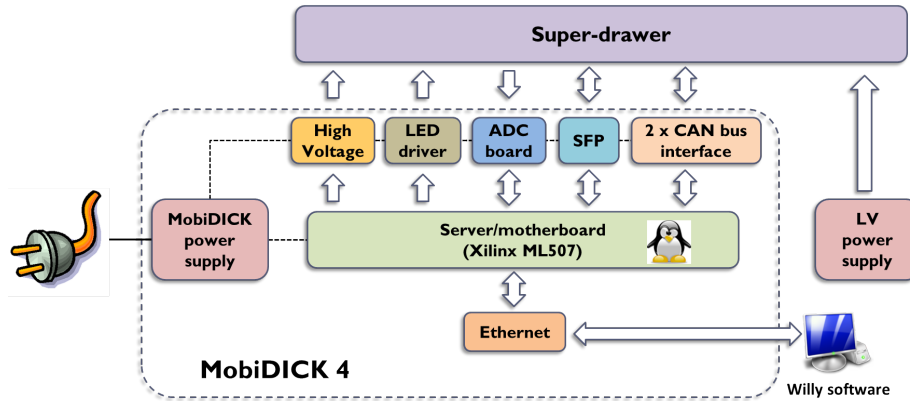 Super-drawer
High
Voltage
LED
driver
ADC
board
SFP
2 x CAN bus
interface
MobiDICK
power
supply
Server/motherboard
(Xilinx ML507)
LV
power
supply
Ethernet
MobiDICK 4
Willy software